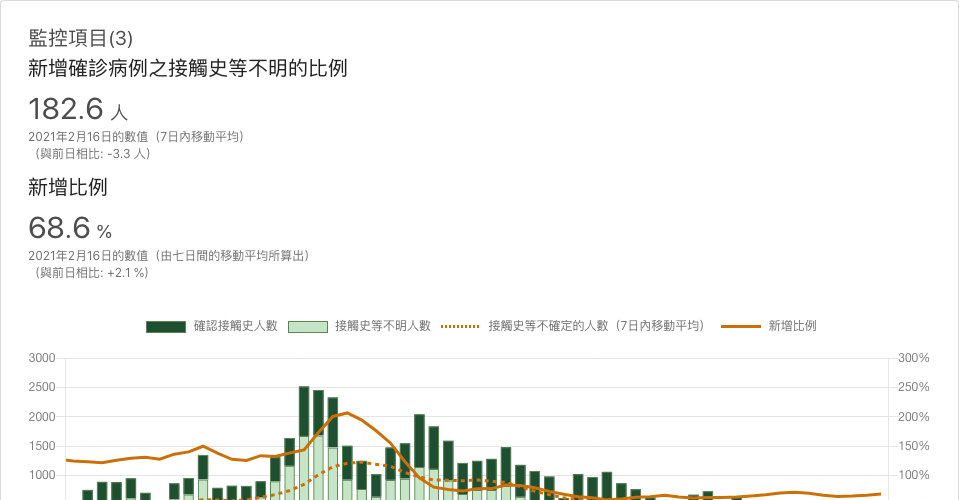 監控項目(3)
新增確診病例之接觸史等不明的比例
182.6 人
2021年2月16日的數值（7日內移動平均）
（與前日相比: -3.3 人）
新增比例
68.6 %
2021年2月16日的數值（由七日間的移動平均所算出）
（與前日相比: +2.1 %）
確認接觸史人數 接觸史等不明人數 接觸史等不確定的人數（7日內移動平均） 新增比例
3000 300%
2500 250%
2000 200%
1500 150%
1000 100%